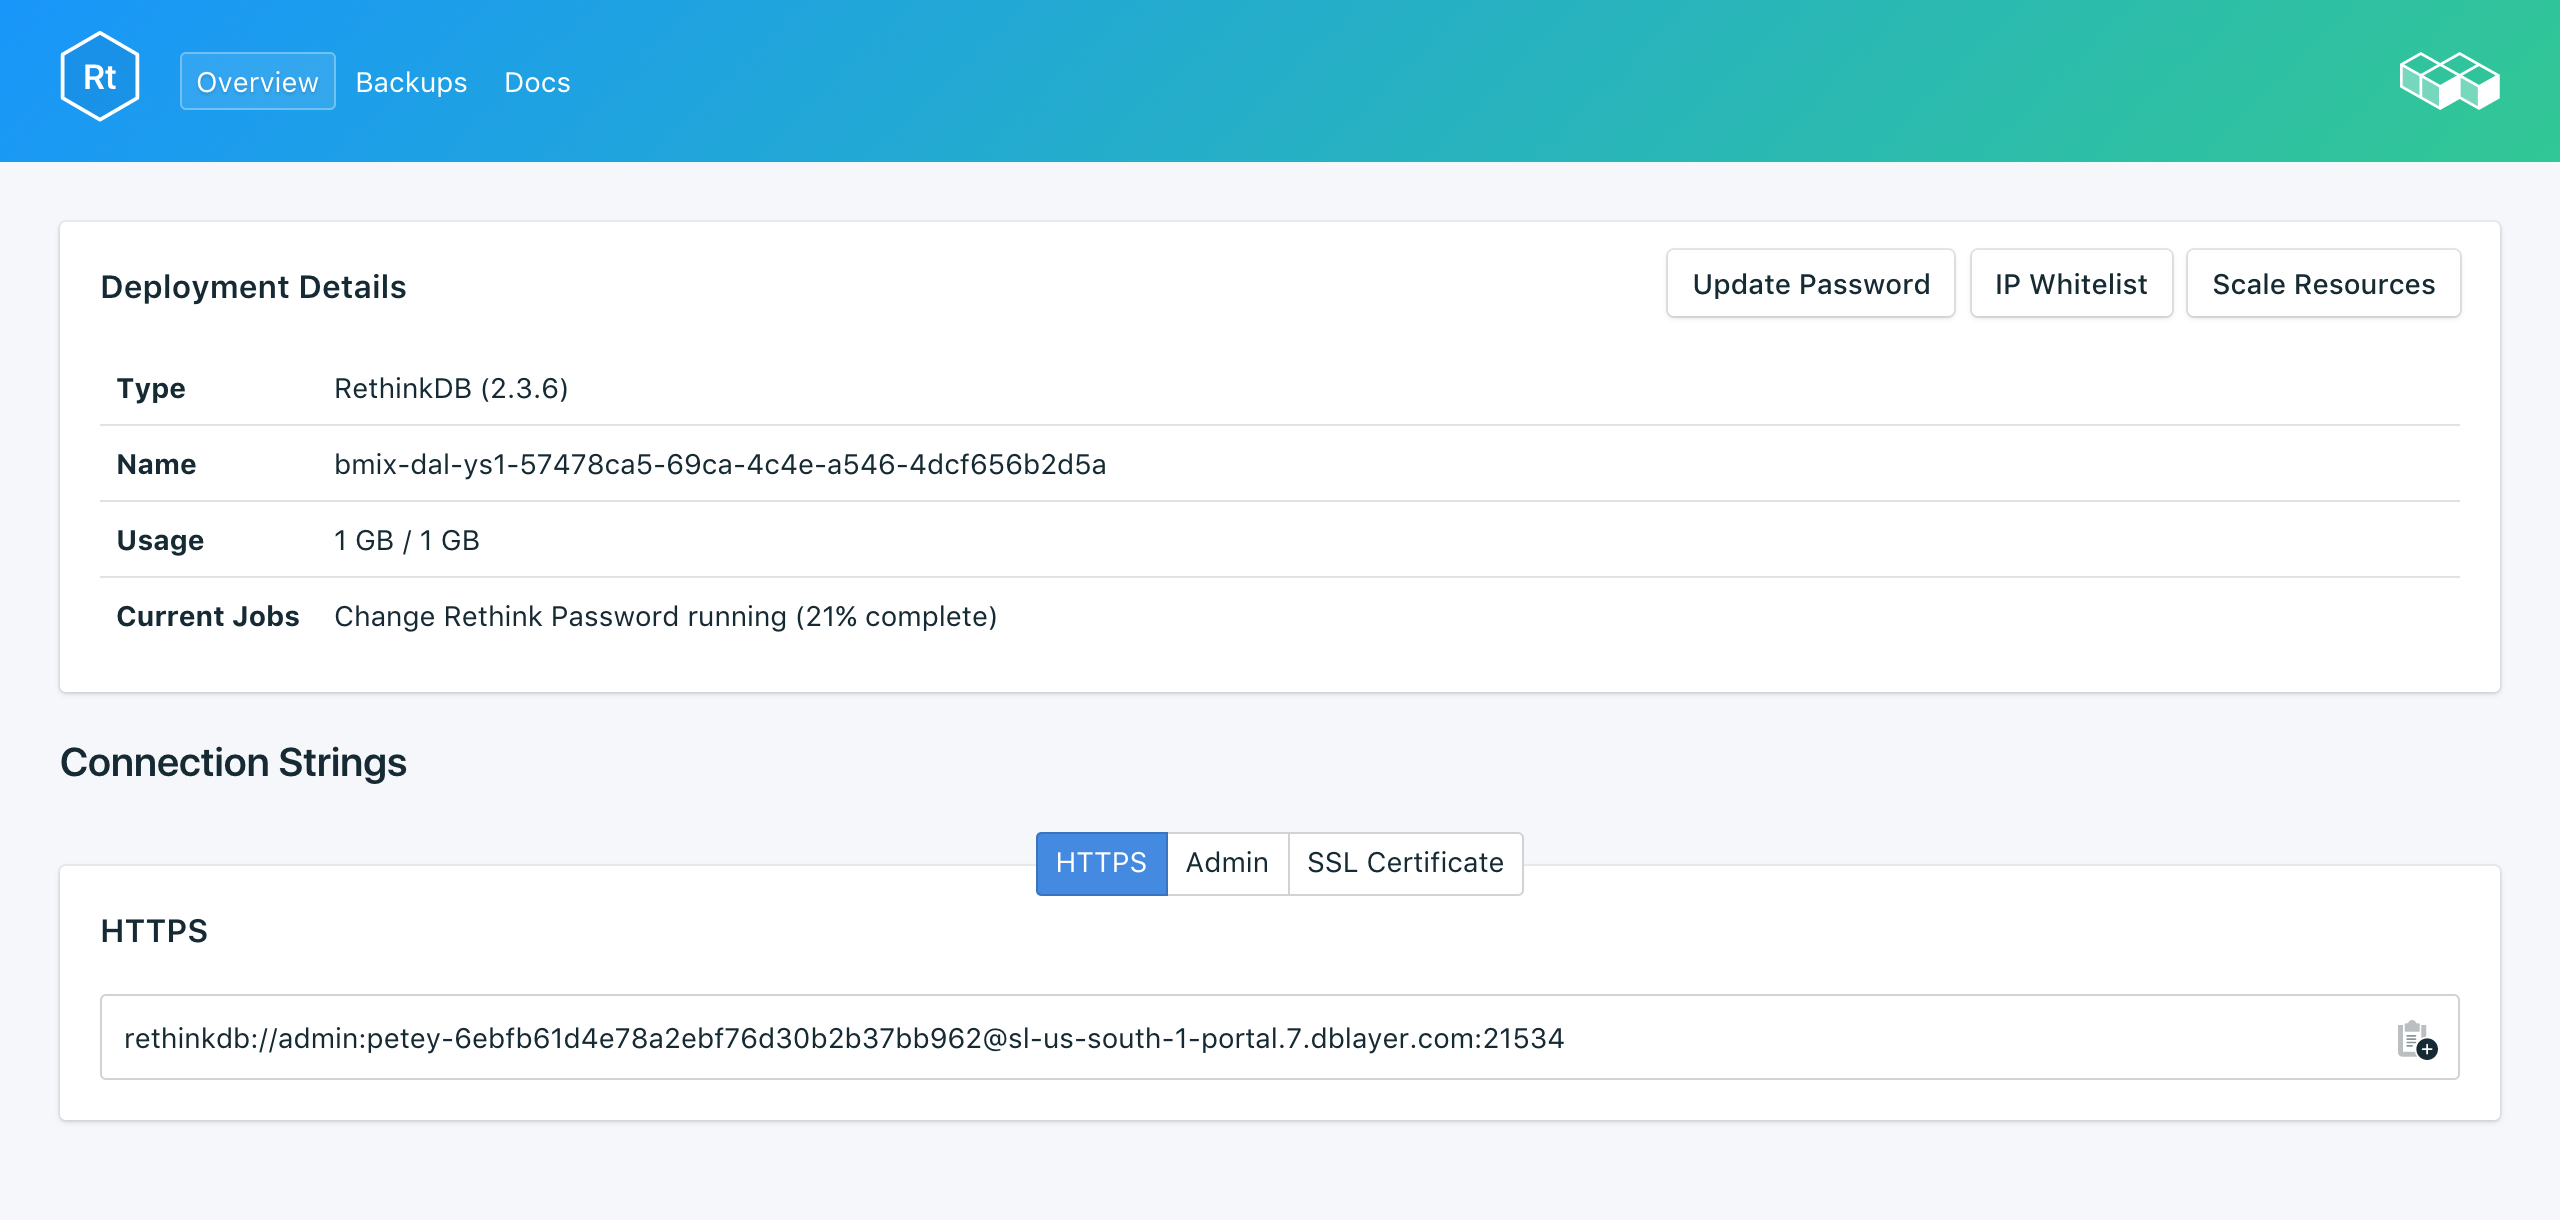 Rt Overview Backups Docs
Deployment Details Update Password IP Whitelist Scale Resources
Type RethinkDB (2.3.6)
Name bmix-dal-ys1-57478ca5-69ca-4c4e-a546-4dcf656b2d5a
Usage 1 GB / 1 GB
Current Jobs Change Rethink Password running (21% complete)
Connection Strings
HTTPS Admin SSL Certificate
HTTPS
rethinkdb://admin:petey-6ebfb61d4e78a2ebf76d30b2b37bb962@sl-us-south-1-portal.7.dblayer.com:21534